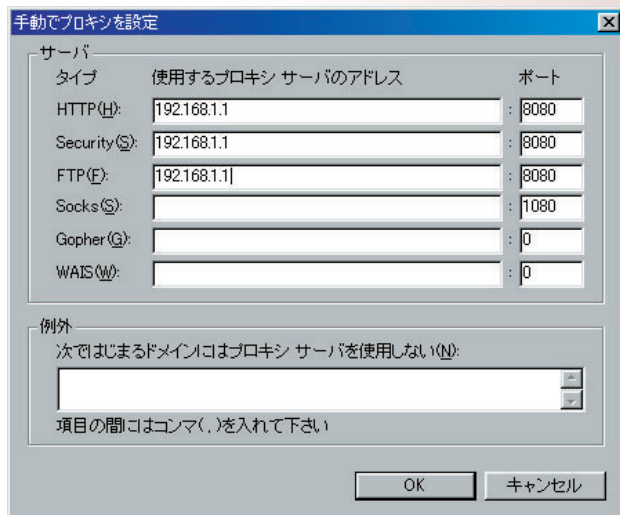 手動でプロキシを設定
サーバ
タイプ 使用するプロキシ サーバのアドレス ポート
HTTP(H): 192.168.1.1 : 8080
Security(S): 192.168.1.1 : 8080
FTP(F): 192.168.1.1 : 8080
Socks(S): : 1080
Gopher(G): : 0
WAIS(W): : 0
例外
次ではじまるドメインにはプロキシ サーバを使用しない(N):
項目の間にはコンマ(,)を入れて下さい
OK キャンセル